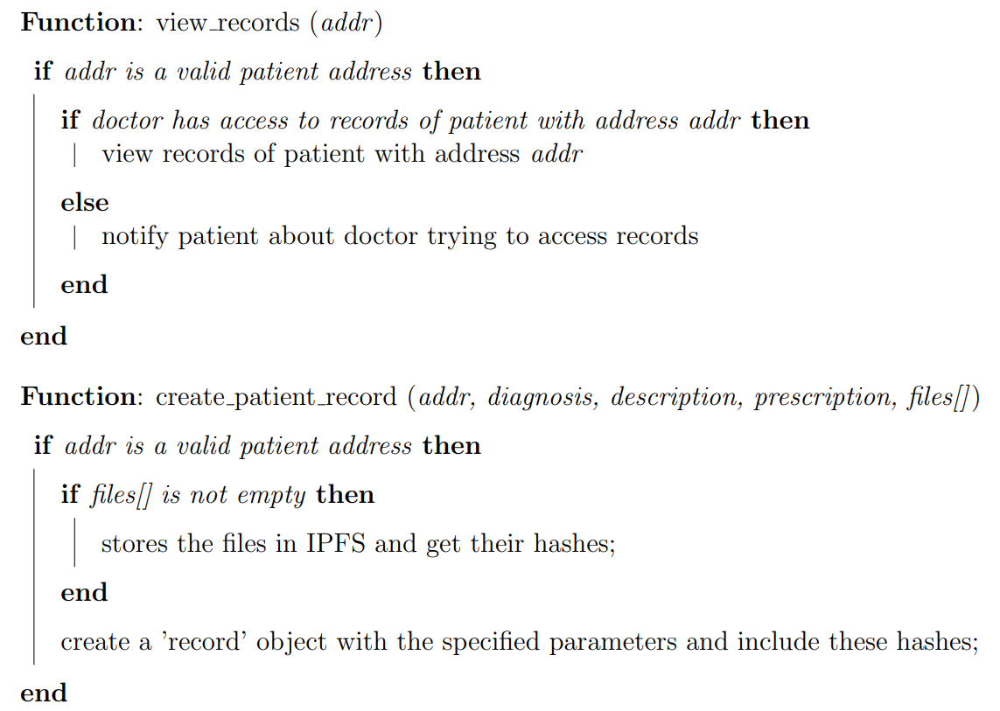 Function: view_records (addr)
if addr is a valid patient address then
if doctor has access to records of patient with address addr then
view records of patient with address addr
else
notify patient about doctor trying to access records
end
end
Function: create_patient_record (addr, diagnosis, description, prescription, files[])
if addr is a valid patient address then
if files[] is not empty then
stores the files in IPFS and get their hashes;
end
create a ’record’ object with the specified parameters and include these hashes;
end